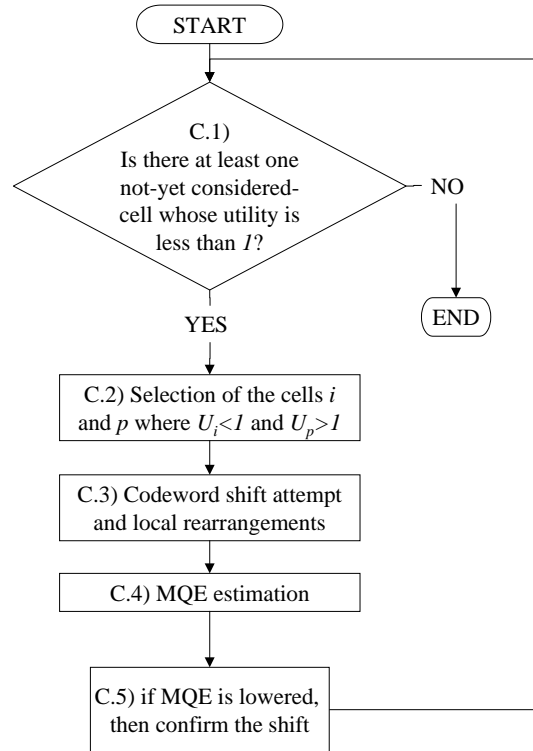 START
C.1)
Is there at least one
not-yet considered-
cell whose utility is
less than 1?
NO
END
YES
C.2) Selection of the cells i
and p where Ui<1 and Up>1
C.3) Codeword shift attempt
and local rearrangements
C.4) MQE estimation
C.5) if MQE is lowered,
then confirm the shift